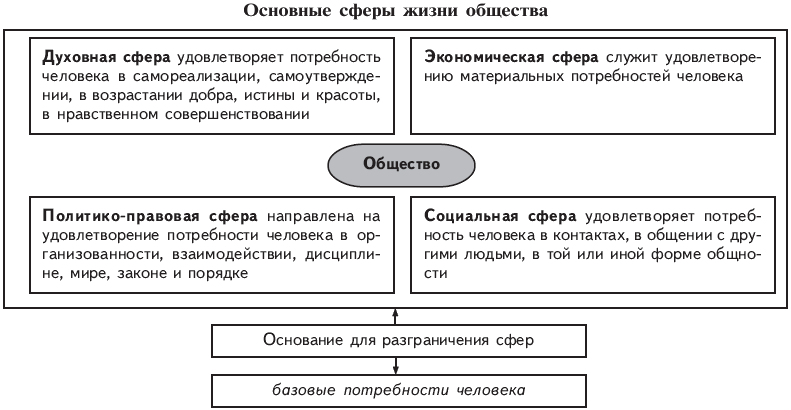 Основные сферы жизни общества
Духовная сфера удовлетворяет потребность
человека в самореализации, самоутвержде-
нии, в возрастании добра, истины и красоты,
в нравственном совершенствовании
Экономическая сфера служит удовлетворе-
нию материальных потребностей человека
Общество
Политико-правовая сфера направлена на
удовлетворение потребности человека в ор-
ганизованности, взаимодействии, дисципли-
не, мире, законе и порядке
Социальная сфера удовлетворяет потреб-
ность человека в контактах, в общении с дру-
гими людьми, в той или иной форме общно-
сти
Основание для разграничения сфер
базовые потребности человека